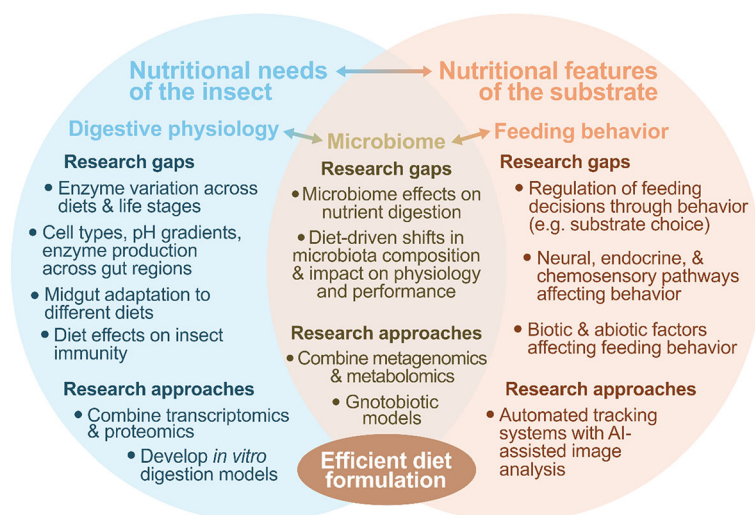 Nutritional needs
of the insect
Nutritional features
of the substrate
Digestive physiology
Microbiome
Feeding behavior
Research gaps
• Enzyme variation across
diets & life stages
• Cell types, pH gradients,
enzyme production
across gut regions
• Midgut adaptation to
different diets
• Diet effects on insect
immunity
Research approaches
• Combine transcriptomics
& proteomics
• Develop in vitro
digestion models
Research gaps
• Microbiome effects on
nutrient digestion
• Diet-driven shifts in
microbiota composition
& impact on physiology
and performance
Research approaches
• Combine metagenomics
& metabolomics
• Gnotobiotic
models
Research gaps
• Regulation of feeding
decisions through behavior
(e.g. substrate choice)
• Neural, endocrine, &
chemosensory pathways
affecting behavior
• Biotic & abiotic factors
affecting feeding behavior
Research approaches
• Automated tracking
systems with AI-
assisted image
analysis
Efficient diet
formulation